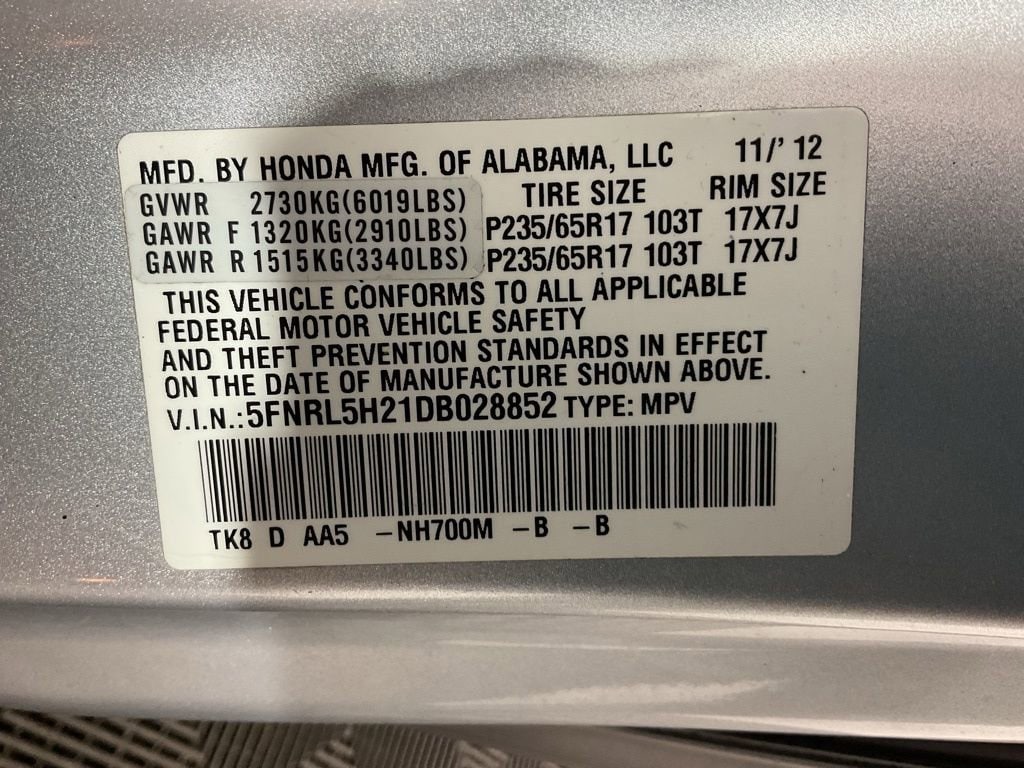 MFD. BY HONDA MFG. OF ALABAMA, LLC 11/' 12
GVWR 2730KG(6019LBS) TIRE SIZE RIM SIZE
GAWR F 1320KG(2910LBS) P235/65R17 103T 17X7J
GAWR R 1515KG(3340LBS) P235/65R17 103T 17X7J
THIS VEHICLE CONFORMS TO ALL APPLICABLE
FEDERAL MOTOR VEHICLE SAFETY
AND THEFT PREVENTION STANDARDS IN EFFECT
ON THE DATE OF MANUFACTURE SHOWN ABOVE.
V.I.N.:5FNRL5H21DB028852 TYPE: MPV
TK8 D AA5 –NH700M –B –B